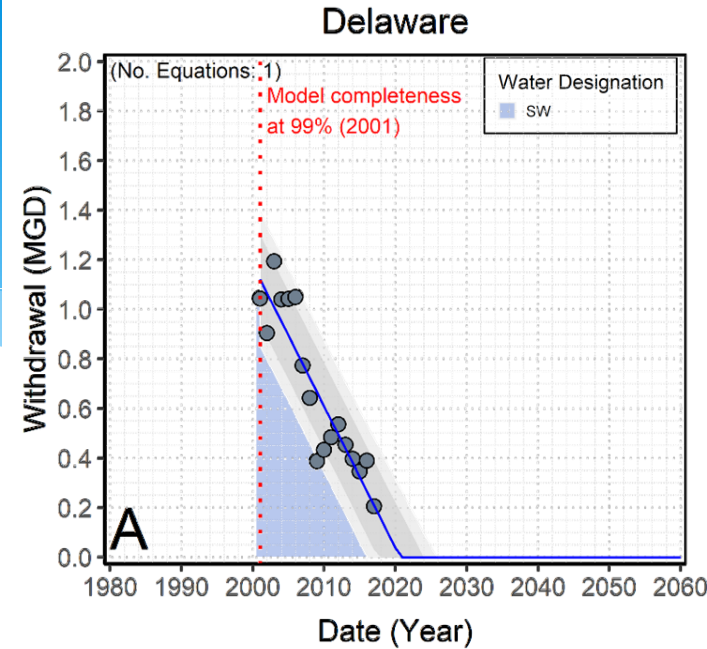 Delaware
(No. Equations: 1)
Model completeness
at 99% (2001)
Water Designation
SW
Withdrawal (MGD)
2.0
1.8
1.6
1.4
1.2
1.0
0.8
0.6
0.4
0.2
0.0
A
1980 1990 2000 2010 2020 2030 2040 2050 2060
Date (Year)